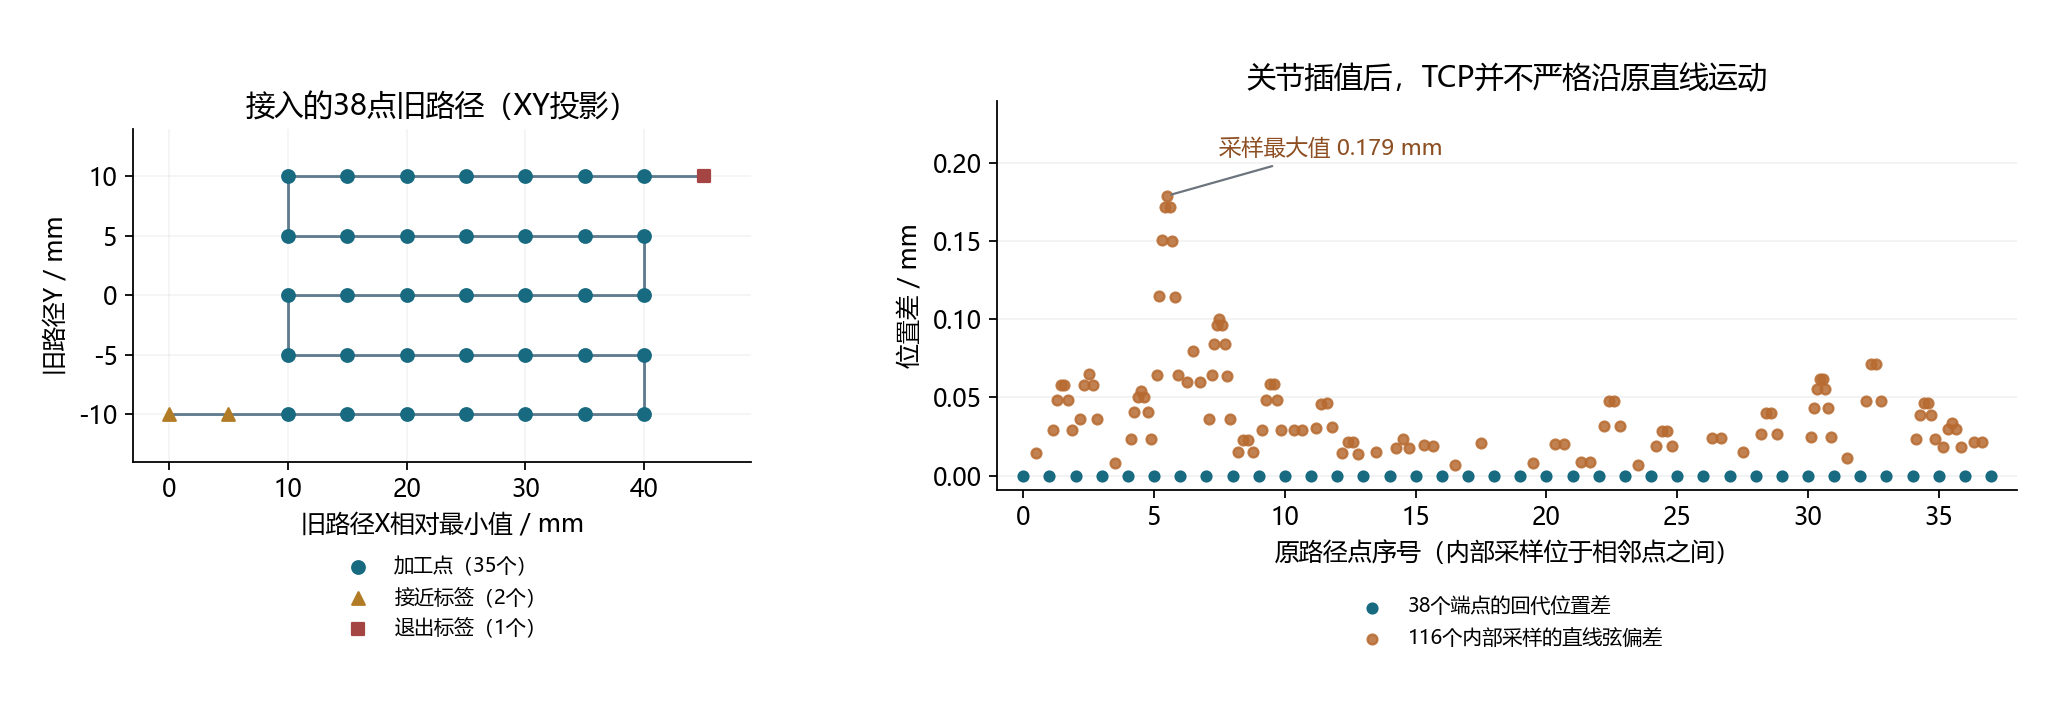 接入的38点旧路径（XY投影）
旧路径Y / mm
10
5
0
-5
-10
0
10
20
30
40
旧路径X相对最小值 / mm
加工点（35个）
接近标签（2个）
退出标签（1个）
关节插值后，TCP并不严格沿原直线运动
采样最大值 0.179 mm
位置差 / mm
0.20
0.15
0.10
0.05
0.00
0
5
10
15
20
25
30
35
原路径点序号（内部采样位于相邻点之间）
38个端点的回代位置差
116个内部采样的直线弦偏差